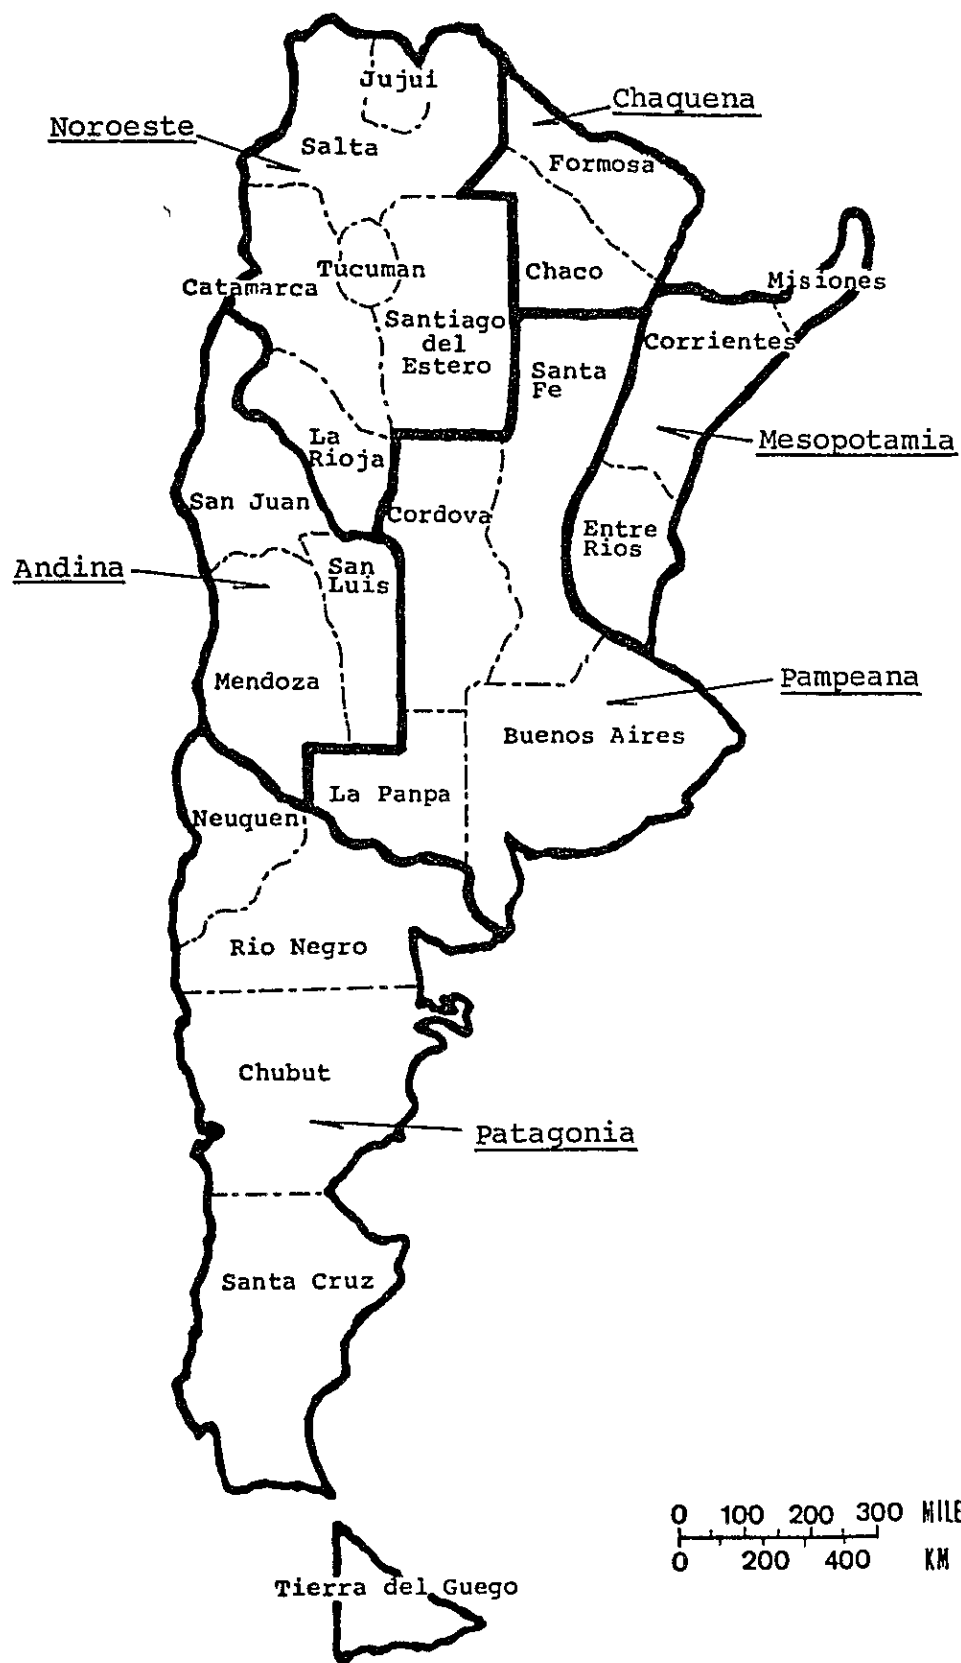 Jujui
Chaquena
Noroeste
Salta
Formosa
Tucuman
Chaco
Misiones
Catamarca
Santiago
del
Estero
Corrientes
Santa
Fe
La
Rioja
Mesopotamia
San Juan
Cordova
Entre
Rios
Andina
San
Luis
Mendoza
Pampeana
Buenos Aires
La Panpa
Neuquen
Rio Negro
Chubut
Patagonia
Santa Cruz
0 100 200 300 MILE
0 200 400 KM
Tierra del Guego